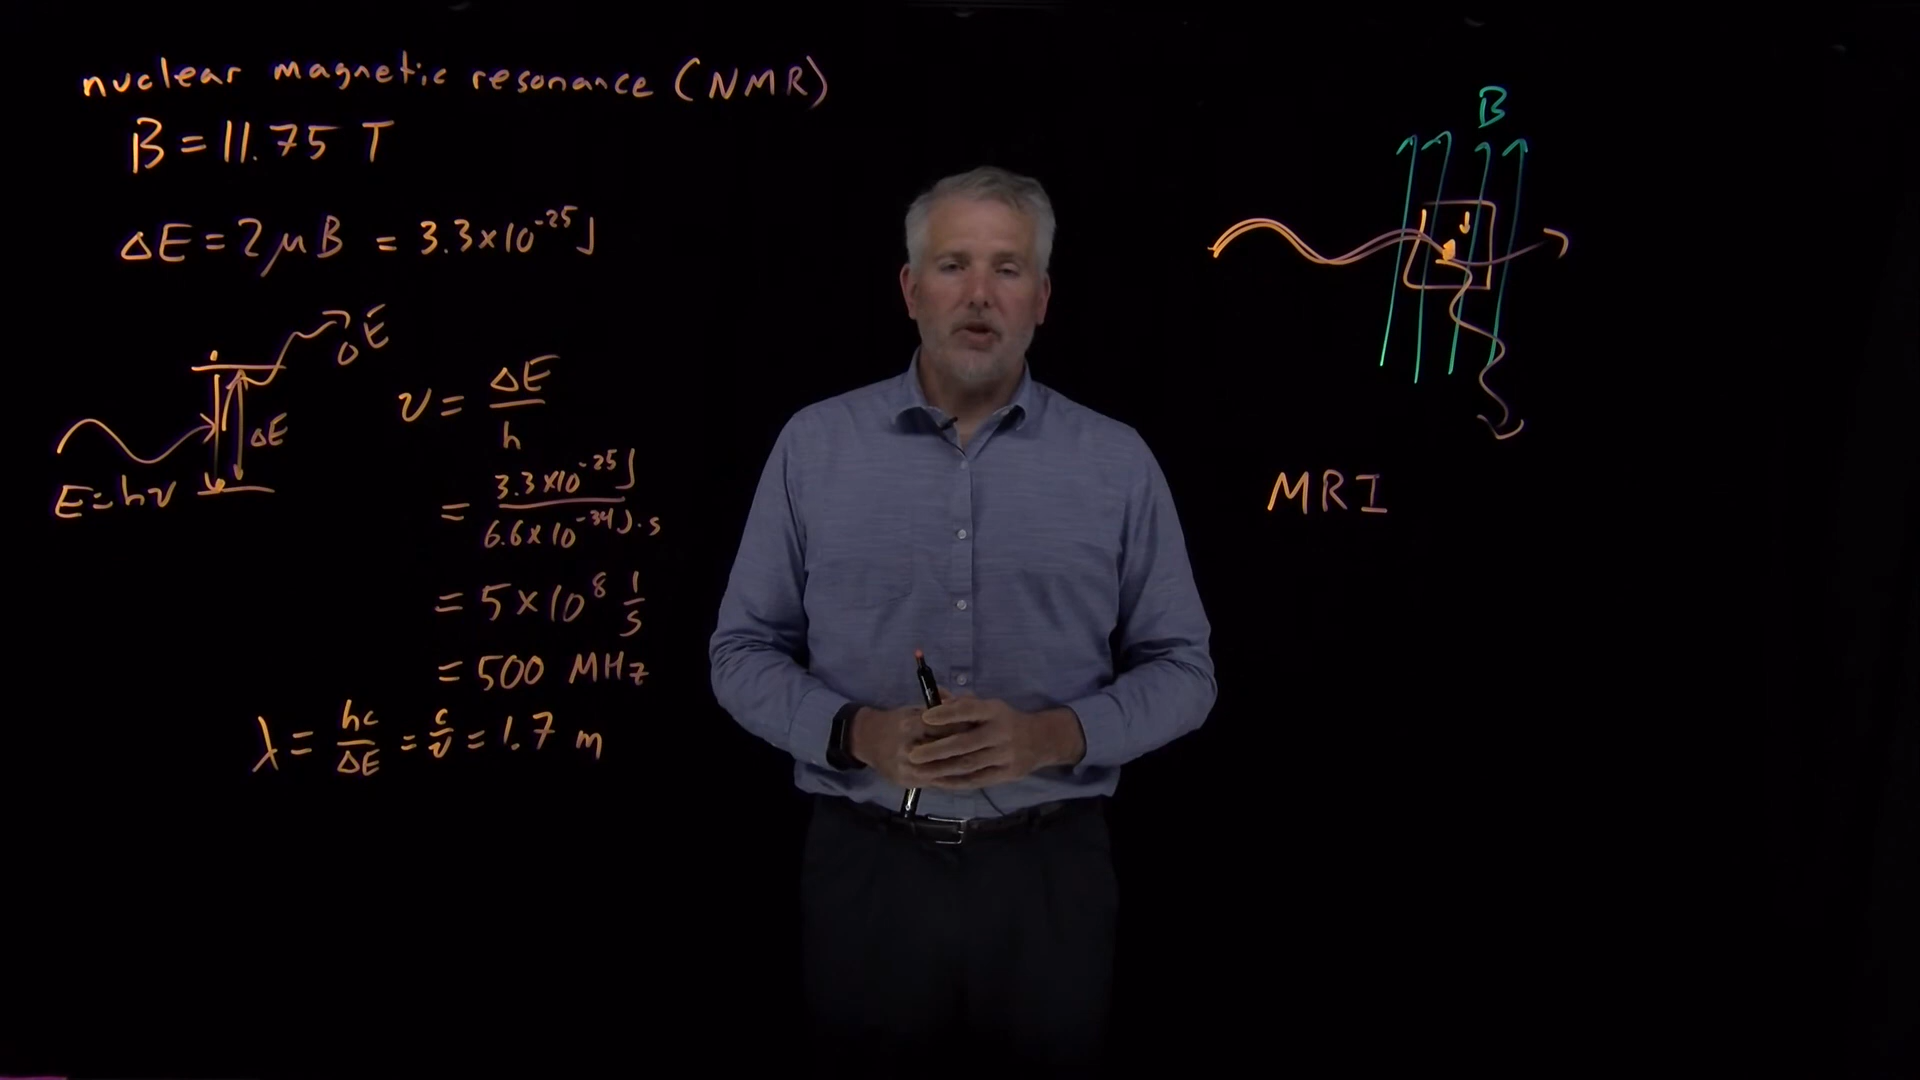 nuclear magnetic resonance (NMR)
B = 11.75 T
ΔE = 2μB = 3.3×10⁻²⁵ J
ΔE
ΔE
E = hν
ν = ΔE/h
= 3.3×10⁻²⁵ J / 6.6×10⁻³⁴ J·s
= 5×10⁸ 1/s
= 500 MHz
λ = hc/ΔE = c/ν = 1.7 m
B
MRI